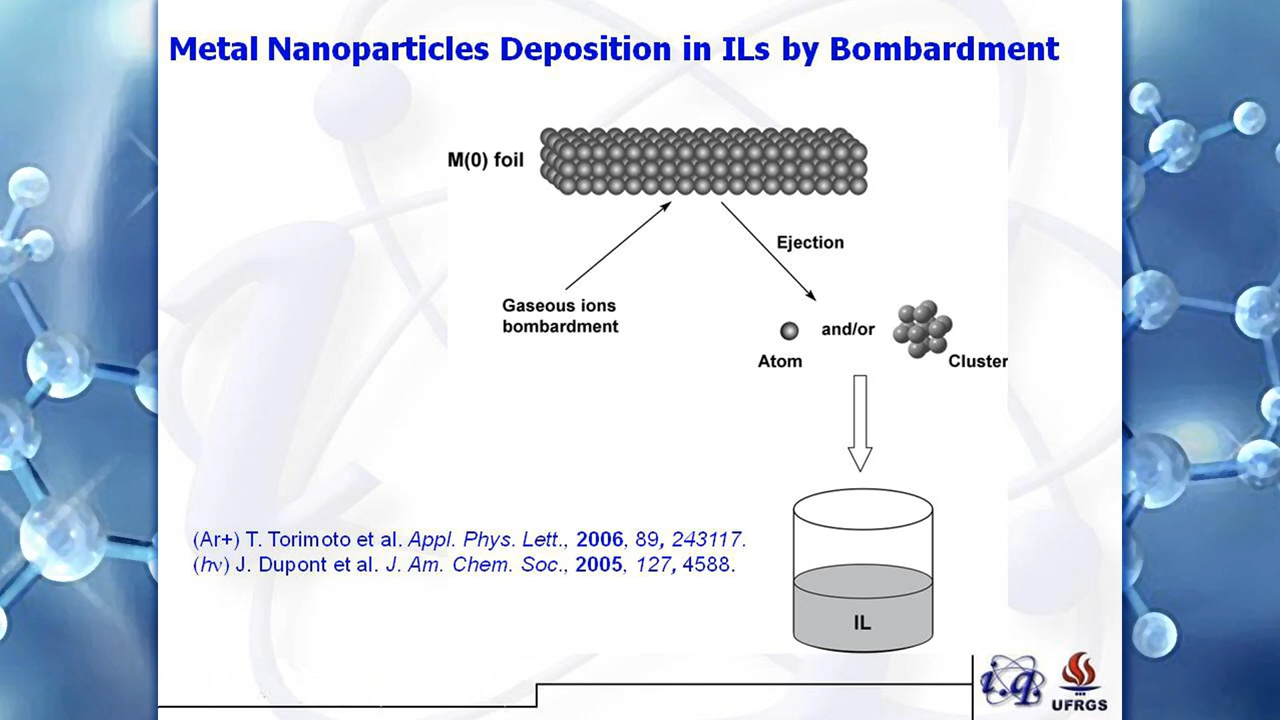 Metal Nanoparticles Deposition in ILs by Bombardment
M(0) foil
Ejection
Gaseous ions
bombardment
and/or
Atom
Cluster
(Ar+) T. Torimoto et al. Appl. Phys. Lett., 2006, 89, 243117.
(hν) J. Dupont et al. J. Am. Chem. Soc., 2005, 127, 4588.
IL
i.q.
UFRGS